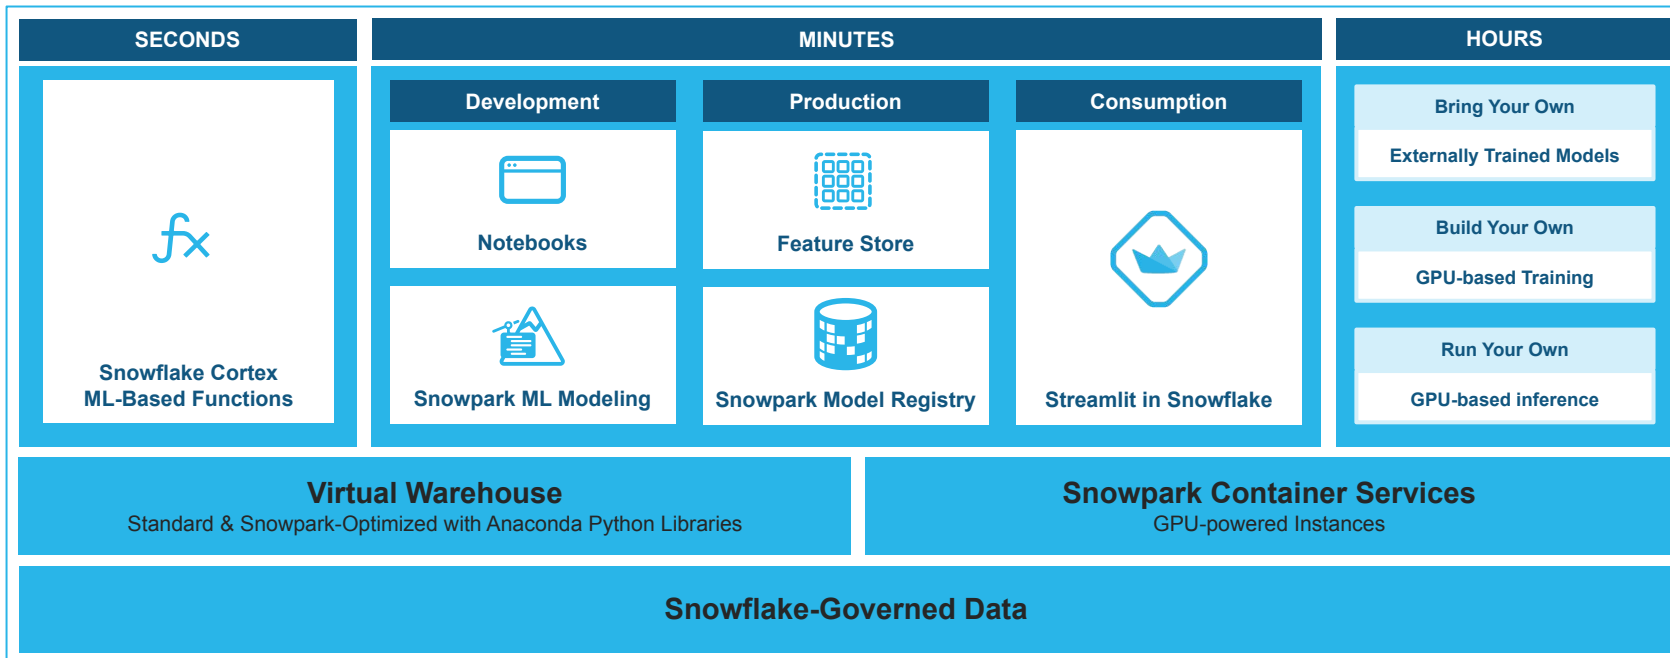 SECONDS
MINUTES
HOURS
Snowflake Cortex
ML-Based Functions
Development
Production
Consumption
Notebooks
Feature Store
Snowpark ML Modeling
Snowpark Model Registry
Streamlit in Snowflake
Bring Your Own
Externally Trained Models
Build Your Own
GPU-based Training
Run Your Own
GPU-based inference
Virtual Warehouse
Standard & Snowpark-Optimized with Anaconda Python Libraries
Snowpark Container Services
GPU-powered Instances
Snowflake-Governed Data